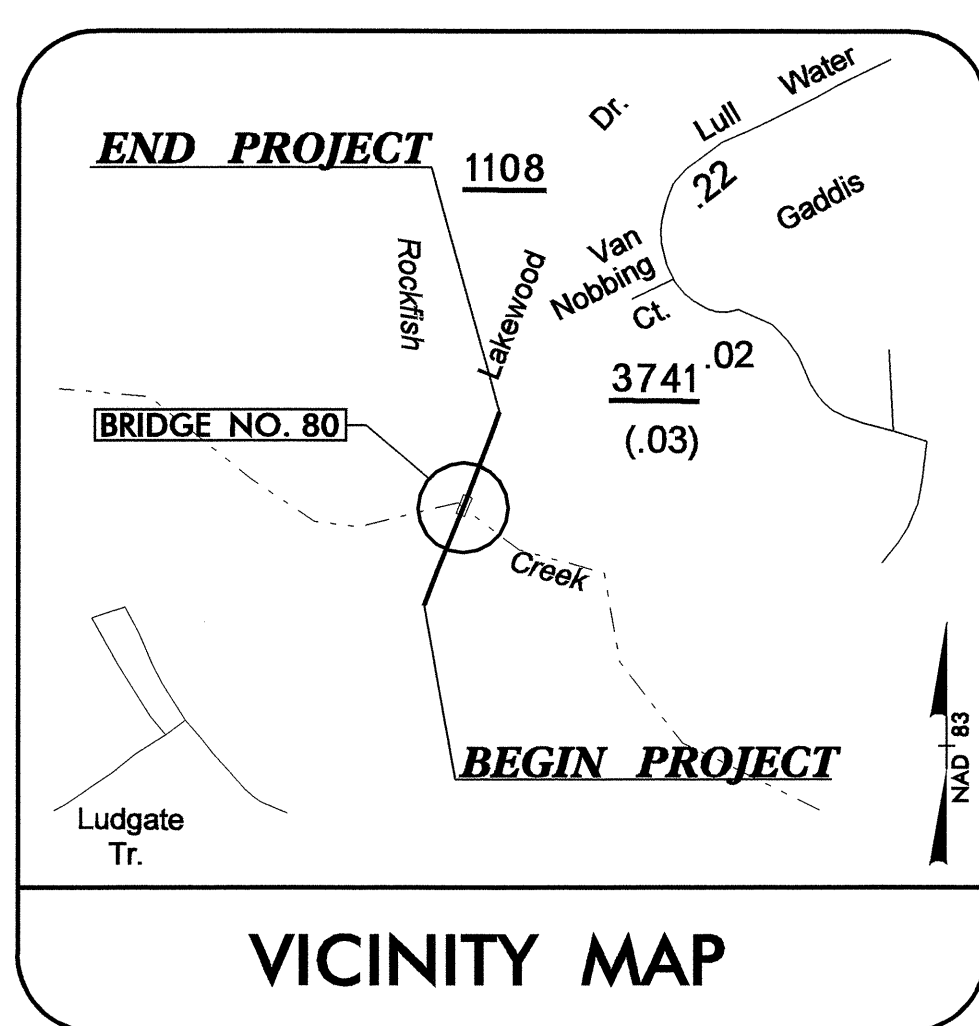 Water
Lull
Dr.
END PROJECT
1108
.22
Gaddis
Rockfish
Lakewood
Van
Nobbing
Ct.
3741
.02
(.03)
BRIDGE NO. 80
Creek
BEGIN PROJECT
NAD '83
Ludgate
Tr.
VICINITY MAP